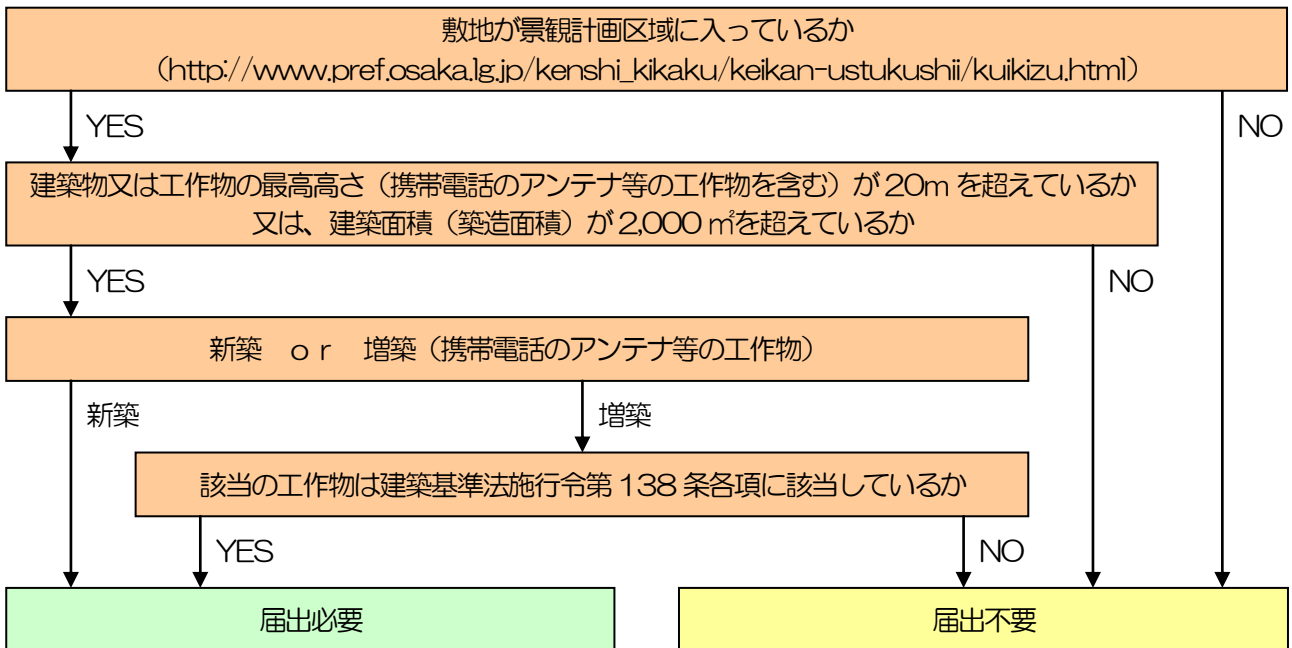 敷地が景観計画区域に入っているか
（http://www.pref.osaka.lg.jp/kenshi_kikaku/keikan-ustukushii/kuikizu.html）
YES
NO
建築物又は工作物の最高高さ（携帯電話のアンテナ等の工作物を含む）が20mを超えているか
又は、建築面積（築造面積）が2,000㎡を超えているか
YES
NO
新築　ｏｒ　増築（携帯電話のアンテナ等の工作物）
新築
増築
該当の工作物は建築基準法施行令第138条各項に該当しているか
YES
NO
届出必要
届出不要